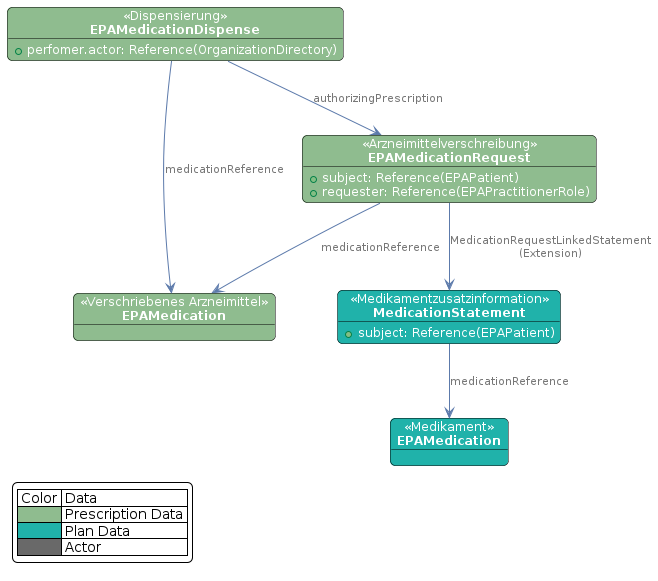 «Dispensierung»
EPAMedicationDispense
perfomer.actor: Reference(OrganizationDirectory)
authorizingPrescription
«Arzneimittelverschreibung»
EPAMedicationRequest
subject: Reference(EPAPatient)
requester: Reference(EPAPractitionerRole)
medicationReference
medicationReference
MedicationRequestLinkedStatement
(Extension)
«Verschriebenes Arzneimittel»
EPAMedication
«Medikamentzusatzinformation»
MedicationStatement
subject: Reference(EPAPatient)
medicationReference
«Medikament»
EPAMedication
Color Data
Prescription Data
Plan Data
Actor